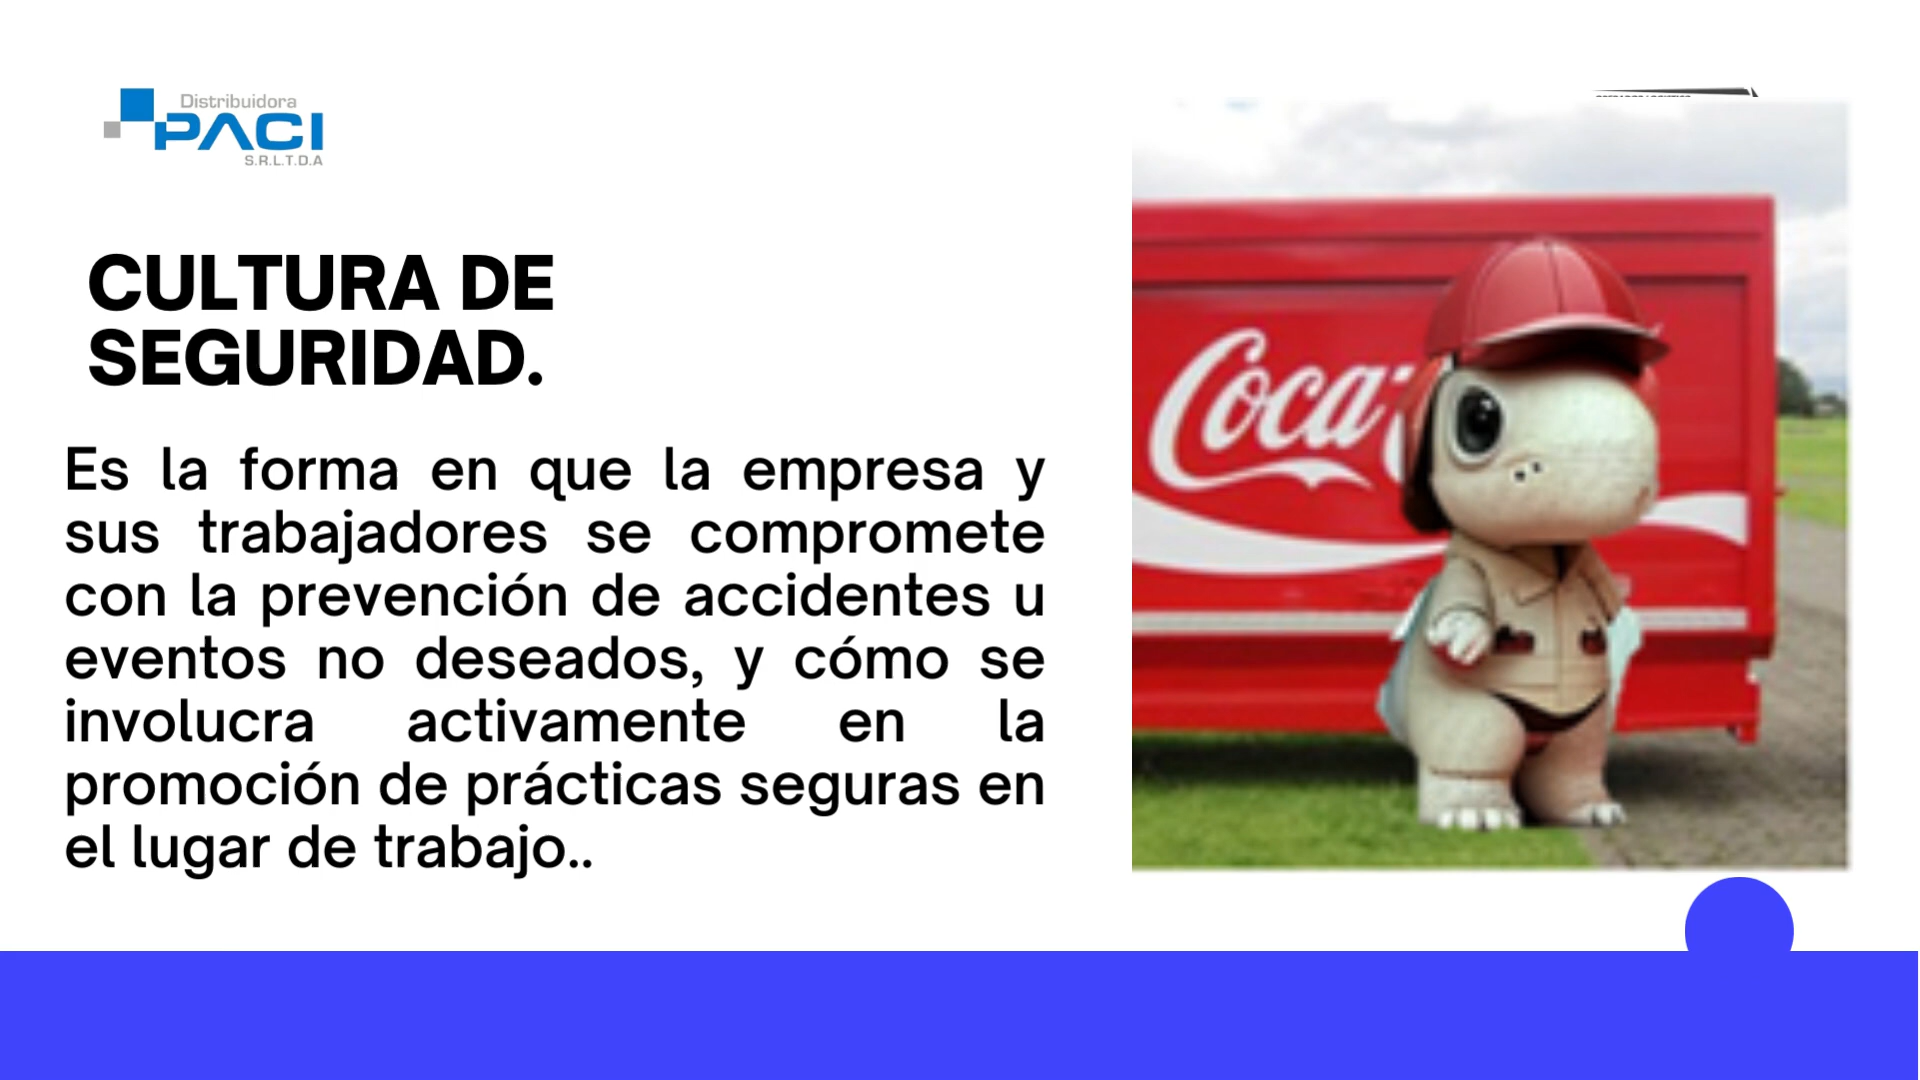 Distribuidora
PACI
S.R.L.T.D.A
CULTURA DE
SEGURIDAD.
Es la forma en que la empresa y
sus trabajadores se compromete
con la prevención de accidentes u
eventos no deseados, y cómo se
involucra activamente en la
promoción de prácticas seguras en
el lugar de trabajo..
Coca